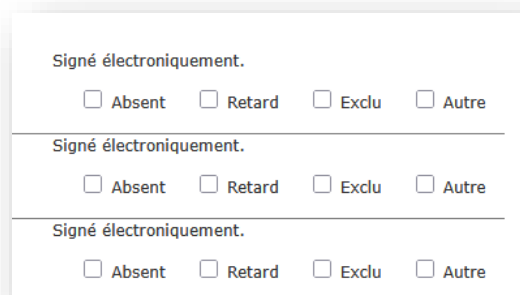 Signé électroniquement.
Absent Retard Exclu Autre
Signé électroniquement.
Absent Retard Exclu Autre
Signé électroniquement.
Absent Retard Exclu Autre